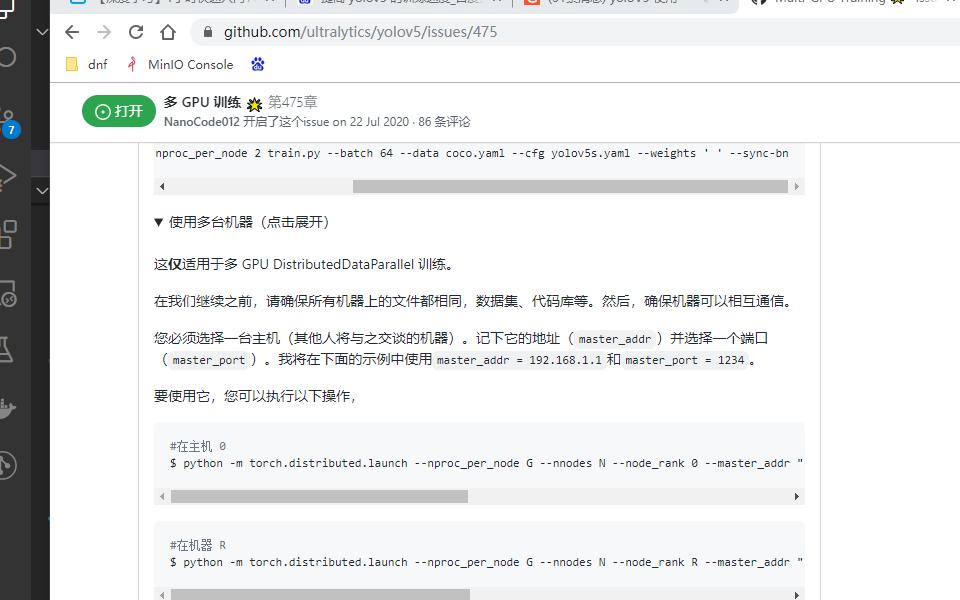 github.com/ultralytics/yolov5/issues/475
dnf
MinIO Console
7
打开
多 GPU 训练 第475章
NanoCode012 开启了这个issue on 22 Jul 2020 · 86 条评论
nproc_per_node 2 train.py --batch 64 --data coco.yaml --cfg yolov5s.yaml --weights ' ' --sync-bn
▼ 使用多台机器（点击展开）
这仅适用于多 GPU DistributedDataParallel 训练。
在我们继续之前，请确保所有机器上的文件都相同，数据集、代码库等。然后，确保机器可以相互通信。
您必须选择一台主机（其他人将与之交谈的机器）。记下它的地址（ master_addr ）并选择一个端口
（ master_port ）。我将在下面的示例中使用 master_addr = 192.168.1.1 和 master_port = 1234 。
要使用它，您可以执行以下操作，
#在主机 0
$ python -m torch.distributed.launch --nproc_per_node G --nnodes N --node_rank 0 --master_addr "
#在机器 R
$ python -m torch.distributed.launch --nproc_per_node G --nnodes N --node_rank R --master_addr "